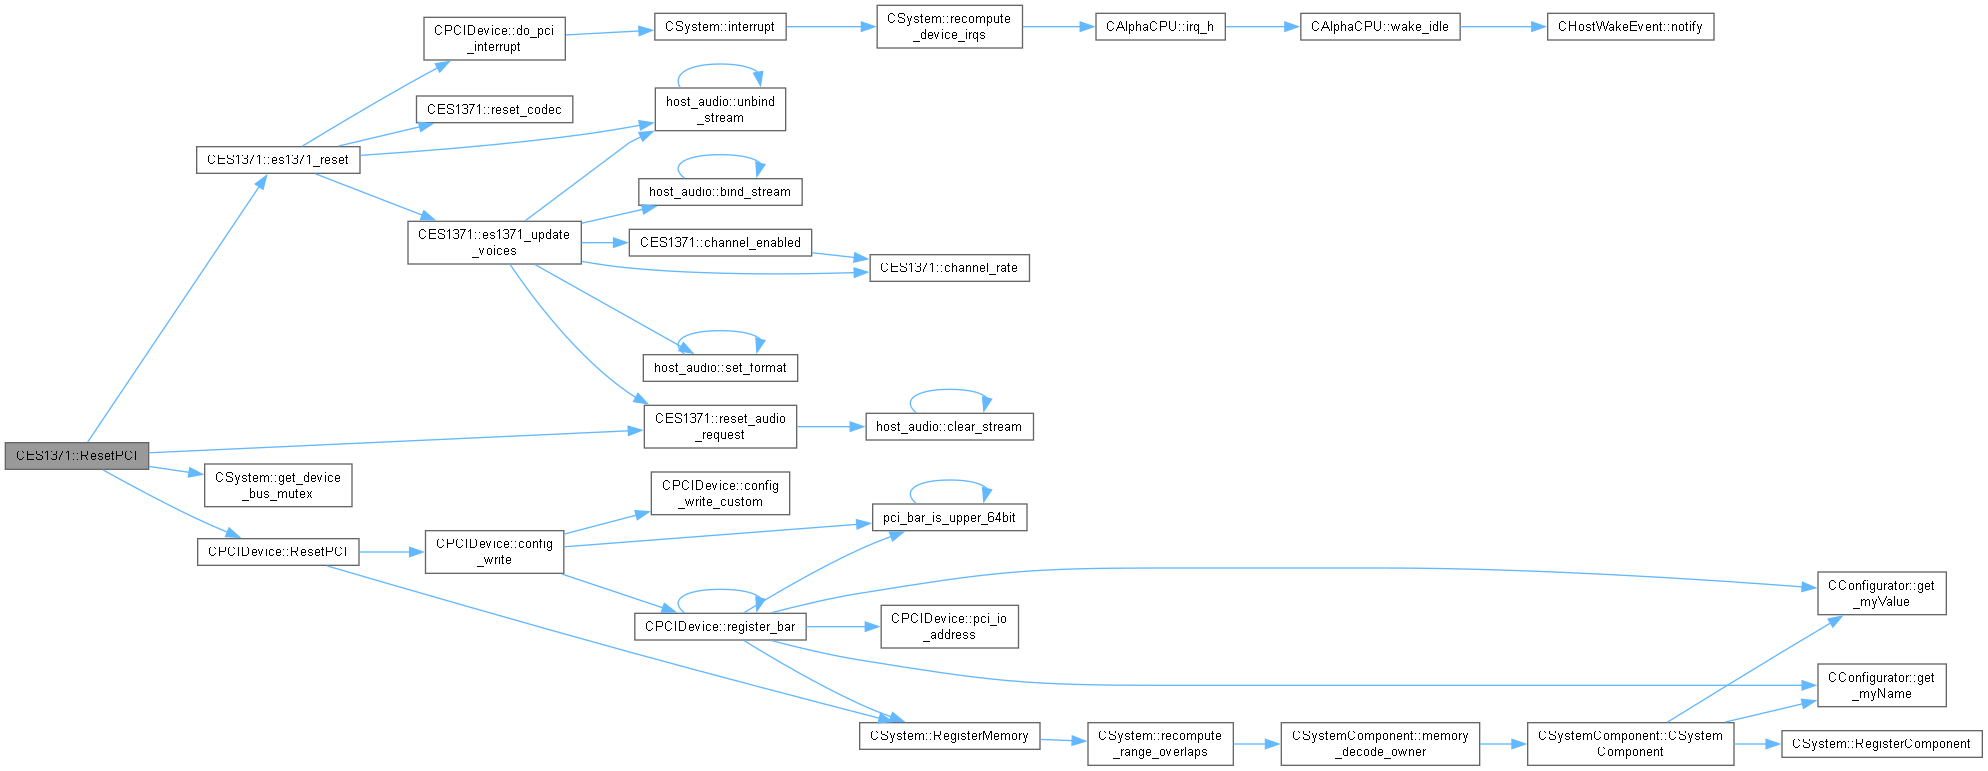 CPCIDevice::do_pci
_interrupt
CSystem::interrupt
CSystem::recompute
_device_irqs
CAlphaCPU::irq_h
CAlphaCPU::wake_idle
CHostWakeEvent::notify
host_audio::unbind
_stream
CES1371::reset_codec
CES1371::es1371_reset
host_audio::bind_stream
CES1371::es1371_update
_voices
CES1371::channel_enabled
CES1371::channel_rate
host_audio::set_format
CES1371::reset_audio
_request
host_audio::clear_stream
CES1371::ResetPCI
CSystem::get_device
_bus_mutex
CPCIDevice::config
_write_custom
pci_bar_is_upper_64bit
CPCIDevice::ResetPCI
CPCIDevice::config
_write
CConfigurator::get
_myValue
CPCIDevice::register_bar
CPCIDevice::pci_io
_address
CConfigurator::get
_myName
CSystem::RegisterMemory
CSystem::recompute
_range_overlaps
CSystemComponent::memory
_decode_owner
CSystemComponent::CSystem
Component
CSystem::RegisterComponent